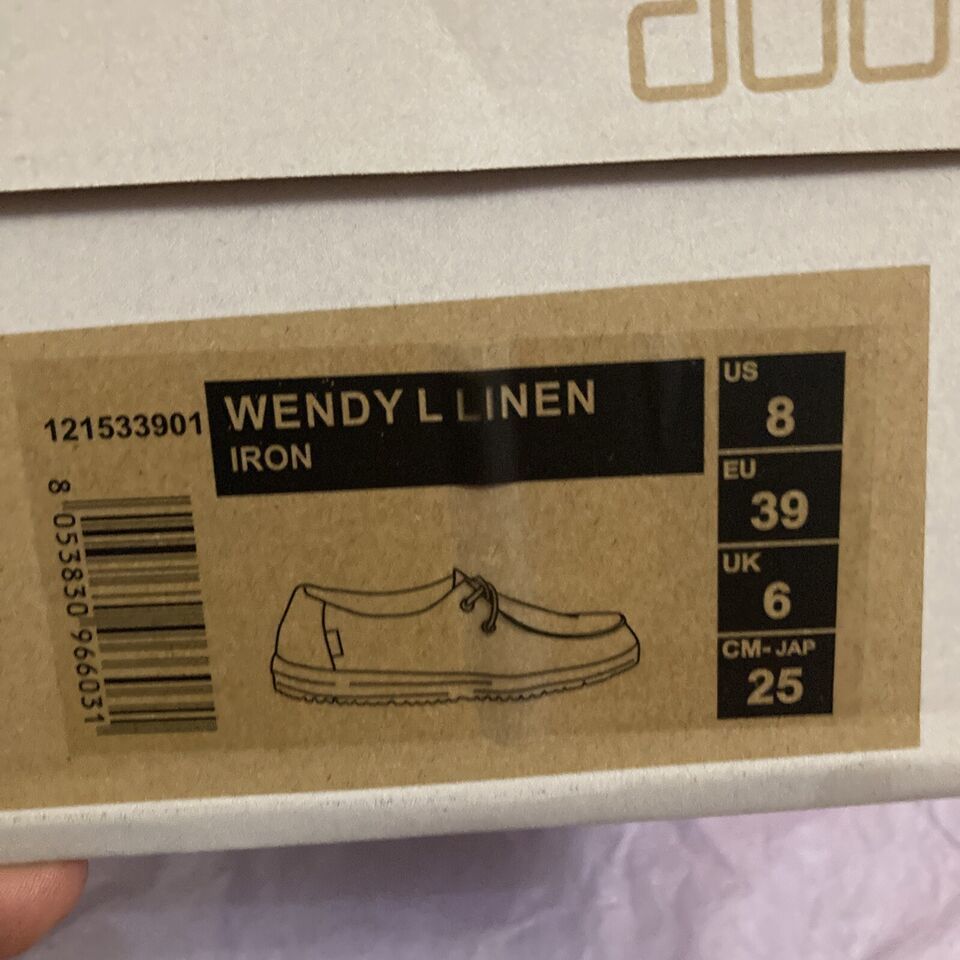 121533901
WENDY L LINEN
IRON
8 053830 966031
US
8
EU
39
UK
6
CM-JAP
25